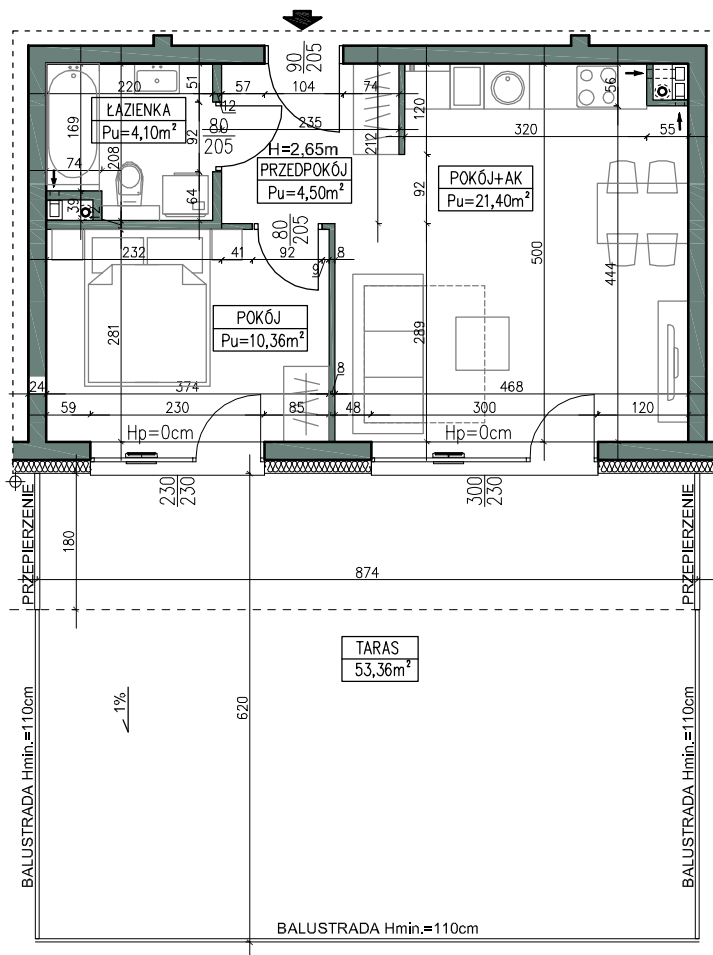 90
205
220
51
57
104
74
12
ŁAZIENKA
Pu=4,10m²
80
205
92
235
212
120
320
56
55
169
74
208
H=2,65m
PRZEDPOKÓJ
Pu=4,50m²
POKÓJ+AK
Pu=21,40m²
92
39
64
80
205
232
41
92
8
9
500
444
281
POKÓJ
Pu=10,36m²
289
8
24
374
468
59
230
85
48
300
120
Hp=0cm
Hp=0cm
230
230
300
230
PRZEPIERZENIE
PRZEPIERZENIE
180
874
TARAS
53,36m²
1%
620
BALUSTRADA Hmin.=110cm
BALUSTRADA Hmin.=110cm
BALUSTRADA Hmin.=110cm